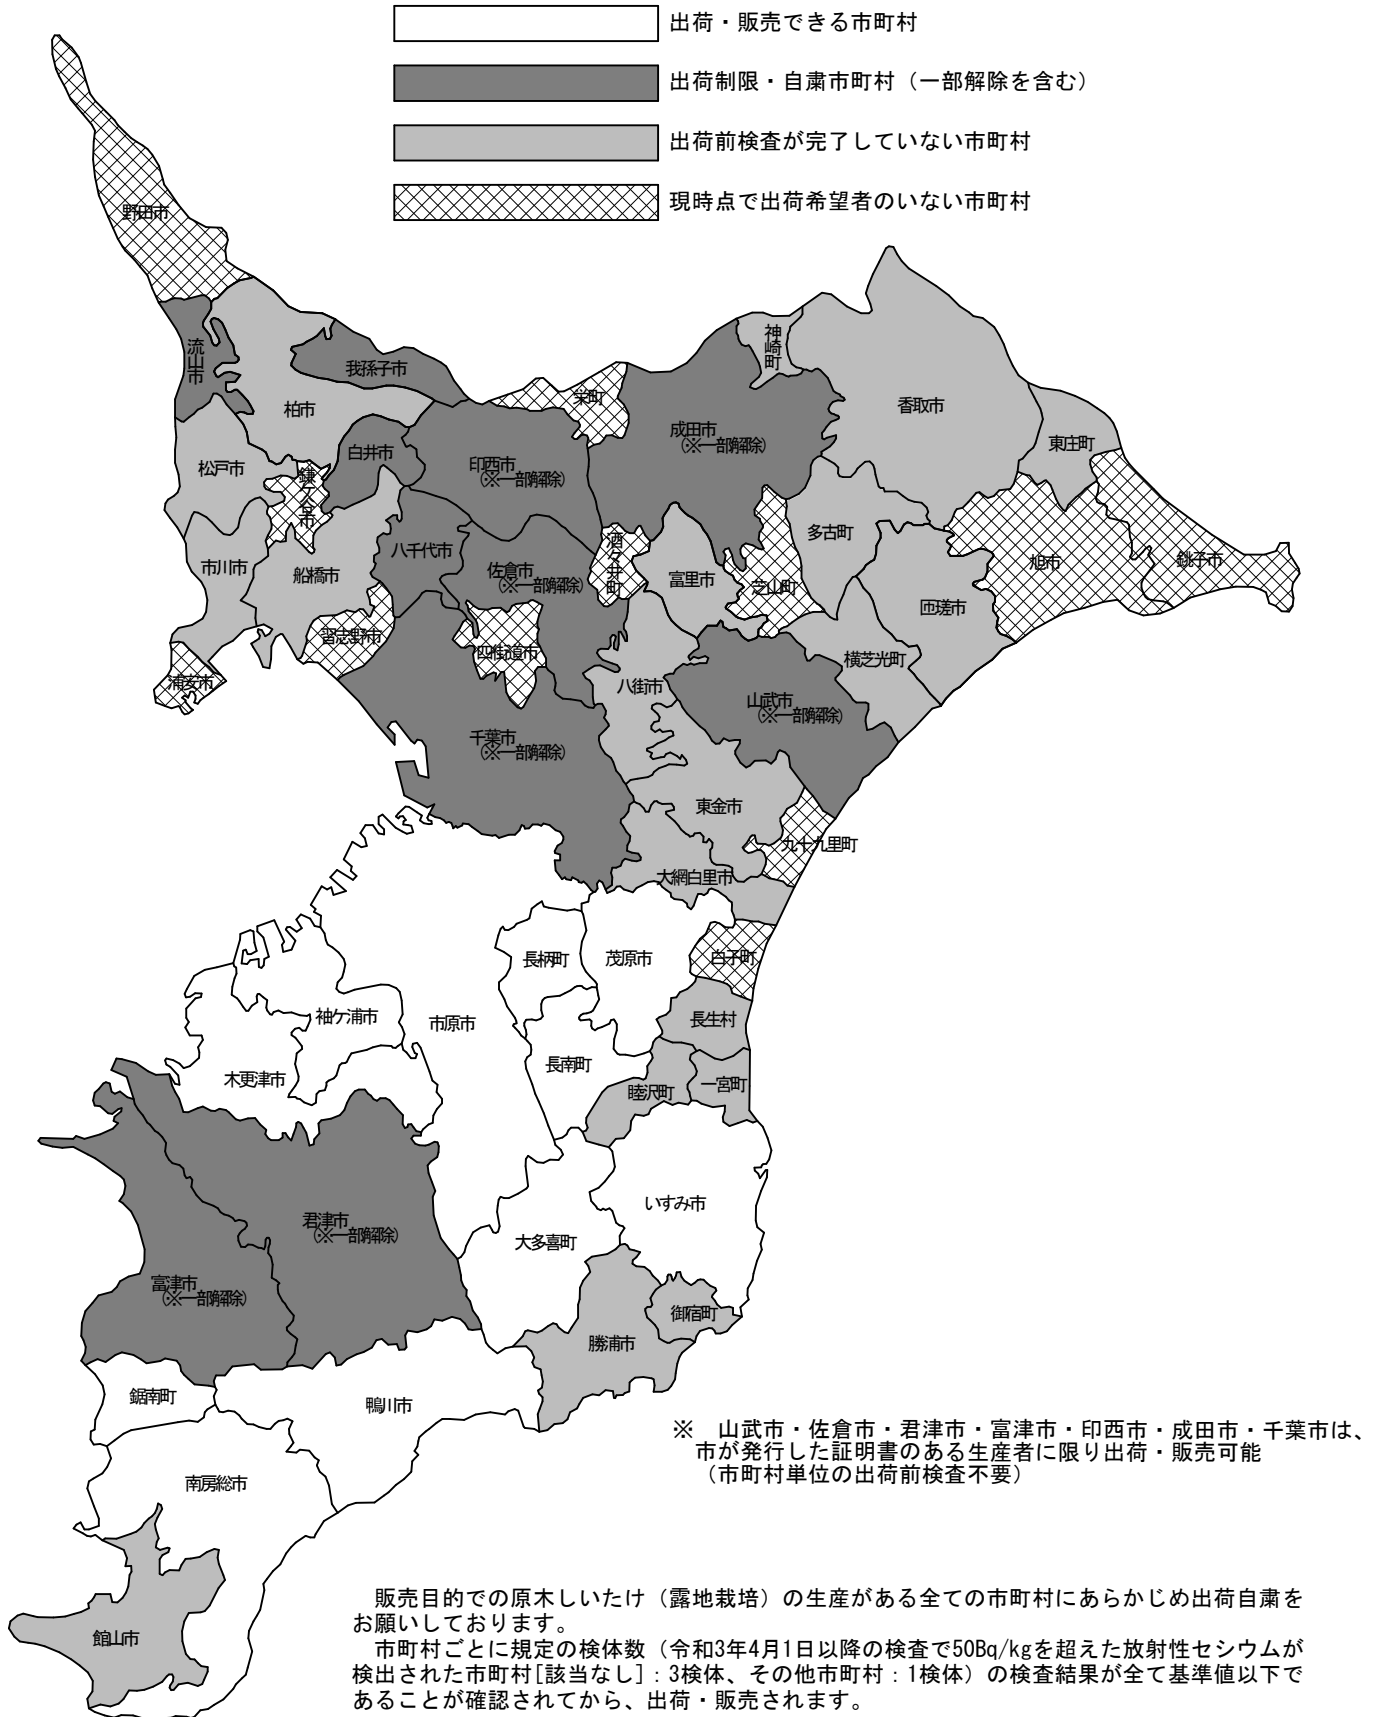 出荷・販売できる市町村
出荷制限・自粛市町村（一部解除を含む）
出荷前検査が完了していない市町村
現時点で出荷希望者のいない市町村
野田市
流山市
我孫子市
柏市
神崎町
栄町
香取市
成田市
(※一部解除)
東庄町
松戸市
白井市
印西市
(※一部解除)
鎌ケ谷市
多古町
八千代市
酒々井町
市川市
船橋市
佐倉市
(※一部解除)
富里市
芝山町
旭市
銚子市
匝瑳市
習志野市
四街道市
横芝光町
浦安市
八街市
山武市
(※一部解除)
千葉市
(※一部解除)
東金市
九十九里町
大網白里市
長柄町
茂原市
白子町
袖ケ浦市
市原市
長生村
長南町
木更津市
睦沢町
一宮町
いすみ市
君津市
(※一部解除)
大多喜町
富津市
(※一部解除)
御宿町
勝浦市
鋸南町
鴨川市
※　山武市・佐倉市・君津市・富津市・印西市・成田市・千葉市は、
市が発行した証明書のある生産者に限り出荷・販売可能
（市町村単位の出荷前検査不要）
南房総市
館山市
販売目的での原木しいたけ（露地栽培）の生産がある全ての市町村にあらかじめ出荷自粛を
お願いしております。
市町村ごとに規定の検体数（令和3年4月1日以降の検査で50Bq/kgを超えた放射性セシウムが
検出された市町村[該当なし]：3検体、その他市町村：1検体）の検査結果が全て基準値以下で
あることが確認されてから、出荷・販売されます。